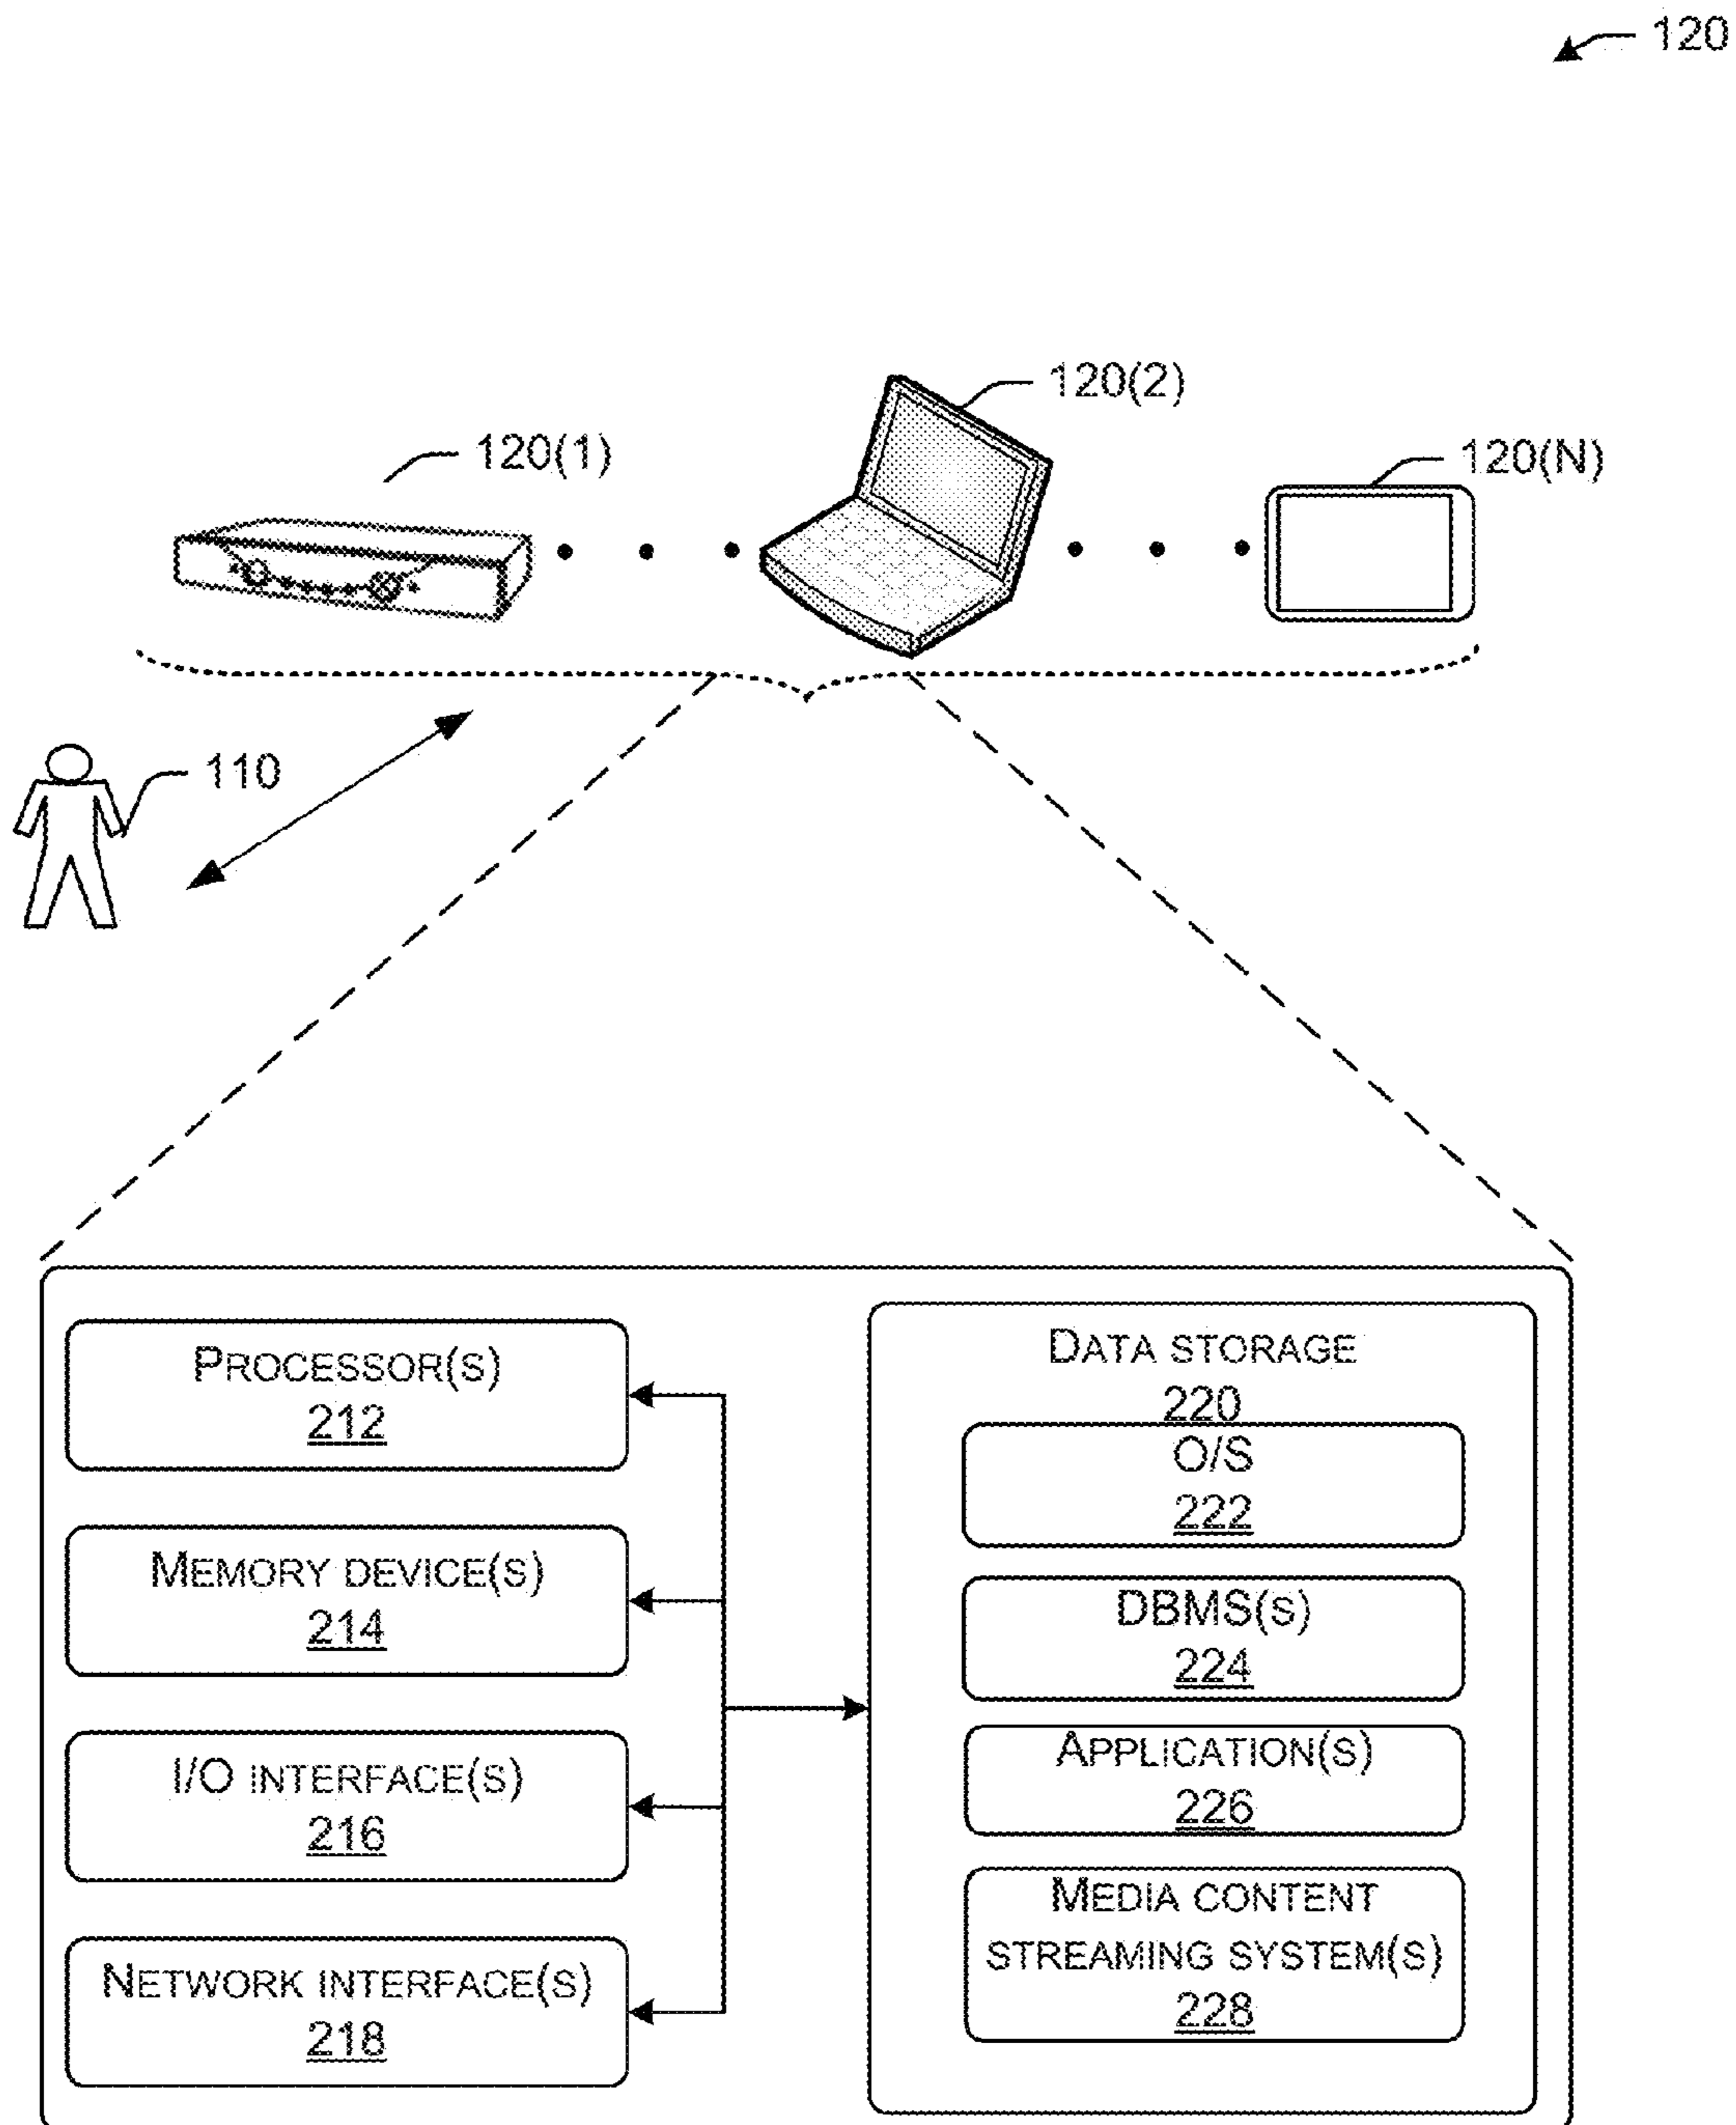 120
120(2)
120(1)
120(N)
110
PROCESSOR(S)
212
MEMORY DEVICE(S)
214
I/O INTERFACE(S)
216
NETWORK INTERFACE(S)
218
DATA STORAGE
220
O/S
222
DBMS(S)
224
APPLICATION(S)
226
MEDIA CONTENT
STREAMING SYSTEM(S)
228